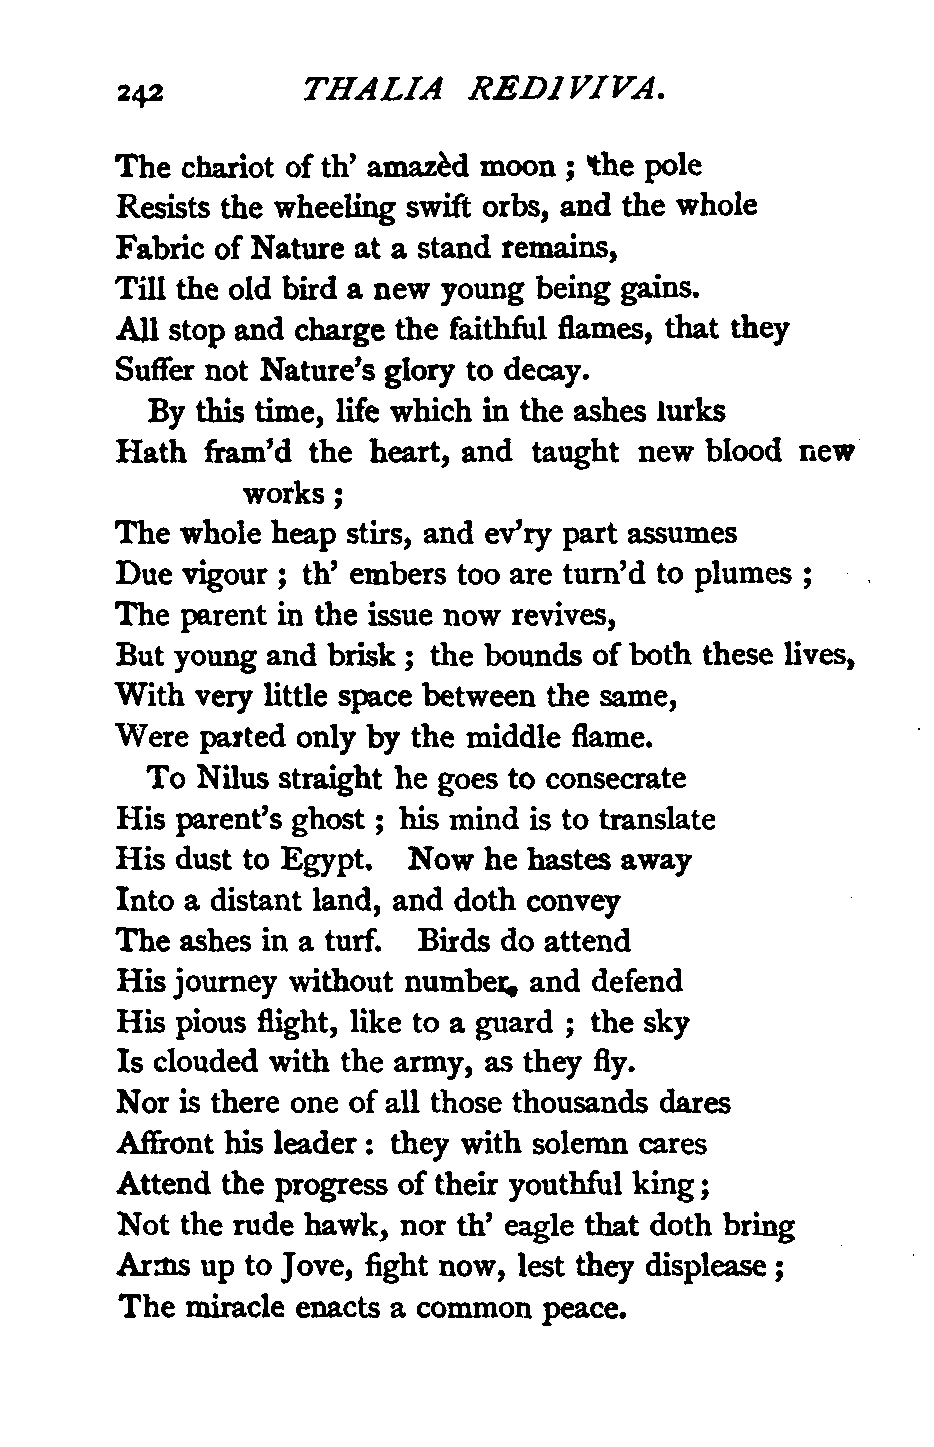 242 THALIA REDIVIVA.
The chariot of th' amazèd moon ; the pole
Resists the wheeling swift orbs, and the whole
Fabric of Nature at a stand remains,
Till the old bird a new young being gains.
All stop and charge the faithful flames, that they
Suffer not Nature's glory to decay.
By this time, life which in the ashes lurks
Hath fram'd the heart, and taught new blood new
works ;
The whole heap stirs, and ev'ry part assumes
Due vigour ; th' embers too are turn'd to plumes ;
The parent in the issue now revives,
But young and brisk ; the bounds of both these lives,
With very little space between the same,
Were parted only by the middle flame.
To Nilus straight he goes to consecrate
His parent's ghost ; his mind is to translate
His dust to Egypt. Now he hastes away
Into a distant land, and doth convey
The ashes in a turf. Birds do attend
His journey without number, and defend
His pious flight, like to a guard ; the sky
Is clouded with the army, as they fly.
Nor is there one of all those thousands dares
Affront his leader : they with solemn cares
Attend the progress of their youthful king ;
Not the rude hawk, nor th' eagle that doth bring
Arms up to Jove, fight now, lest they displease ;
The miracle enacts a common peace.